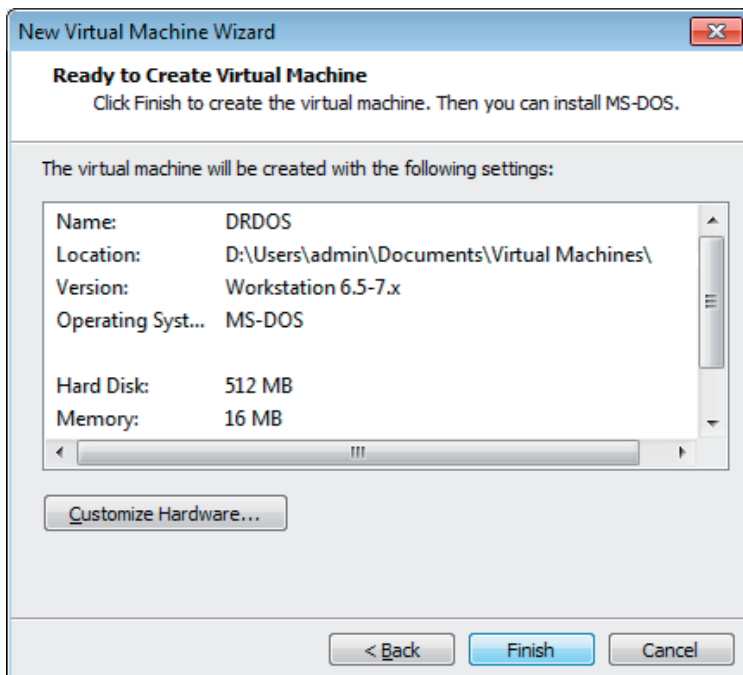 New Virtual Machine Wizard
Ready to Create Virtual Machine
Click Finish to create the virtual machine. Then you can install MS-DOS.
The virtual machine will be created with the following settings:
Name: DRDOS
Location: D:\Users\admin\Documents\Virtual Machines\
Version: Workstation 6.5-7.x
Operating Syst... MS-DOS
Hard Disk: 512 MB
Memory: 16 MB
Customize Hardware...
< Back Finish Cancel